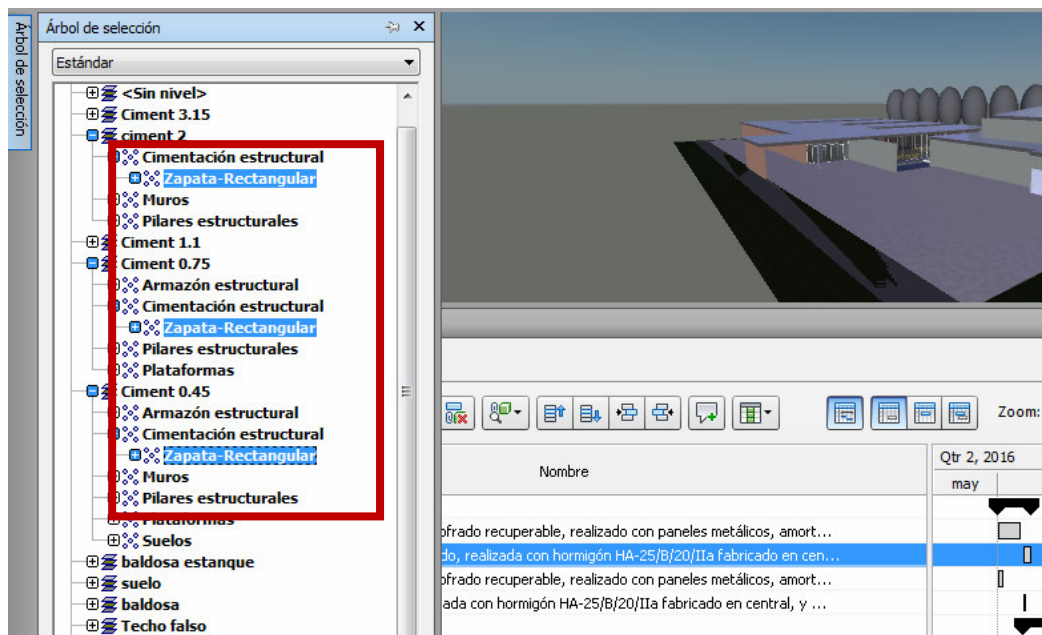 Árbol de selección
Árbol de selección
Estándar
<Sin nivel>
Ciment 3.15
ciment 2
Cimentación estructural
Zapata-Rectangular
Muros
Pilares estructurales
Ciment 1.1
Ciment 0.75
Armazón estructural
Cimentación estructural
Zapata-Rectangular
Pilares estructurales
Plataformas
Ciment 0.45
Armazón estructural
Cimentación estructural
Zapata-Rectangular
Muros
Pilares estructurales
Plataformas
Suelos
baldosa estanque
suelo
baldosa
Techo falso
Zoom:
Nombre
Qtr 2, 2016
may
ofrado recuperable, realizado con paneles metálicos, amort...
do, realizada con hormigón HA-25/B/20/IIa fabricado en cen...
ofrado recuperable, realizado con paneles metálicos, amort...
ada con hormigón HA-25/B/20/IIa fabricado en central, y ...